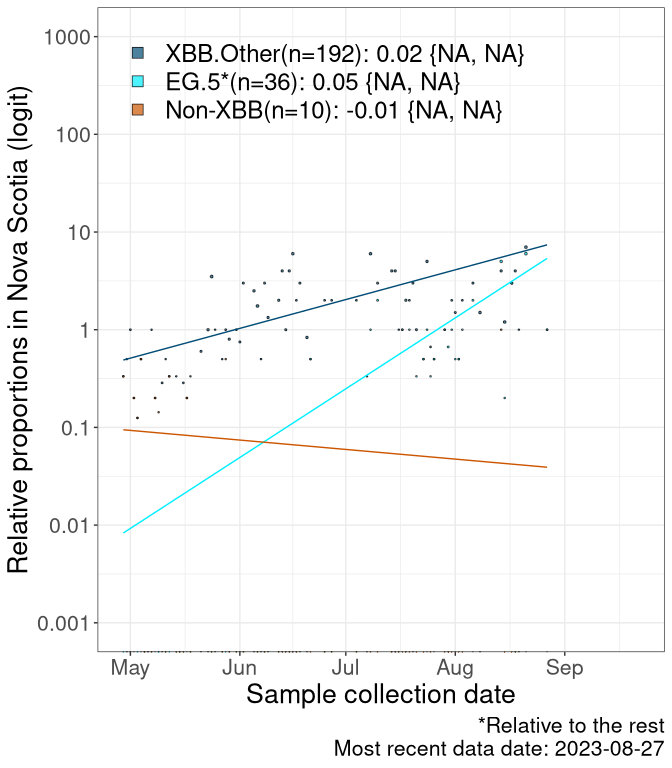 1000
100
10
1
0.1
0.01
0.001
Relative proportions in Nova Scotia (logit)
XBB.Other(n=192): 0.02 {NA, NA}
EG.5*(n=36): 0.05 {NA, NA}
Non-XBB(n=10): -0.01 {NA, NA}
May Jun Jul Aug Sep
Sample collection date
*Relative to the rest
Most recent data date: 2023-08-27